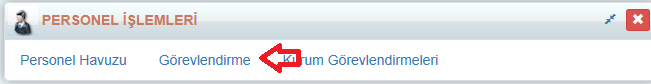 PERSONEL İŞLEMLERİ
Personel Havuzu Görevlendirme Kurum Görevlendirmeleri